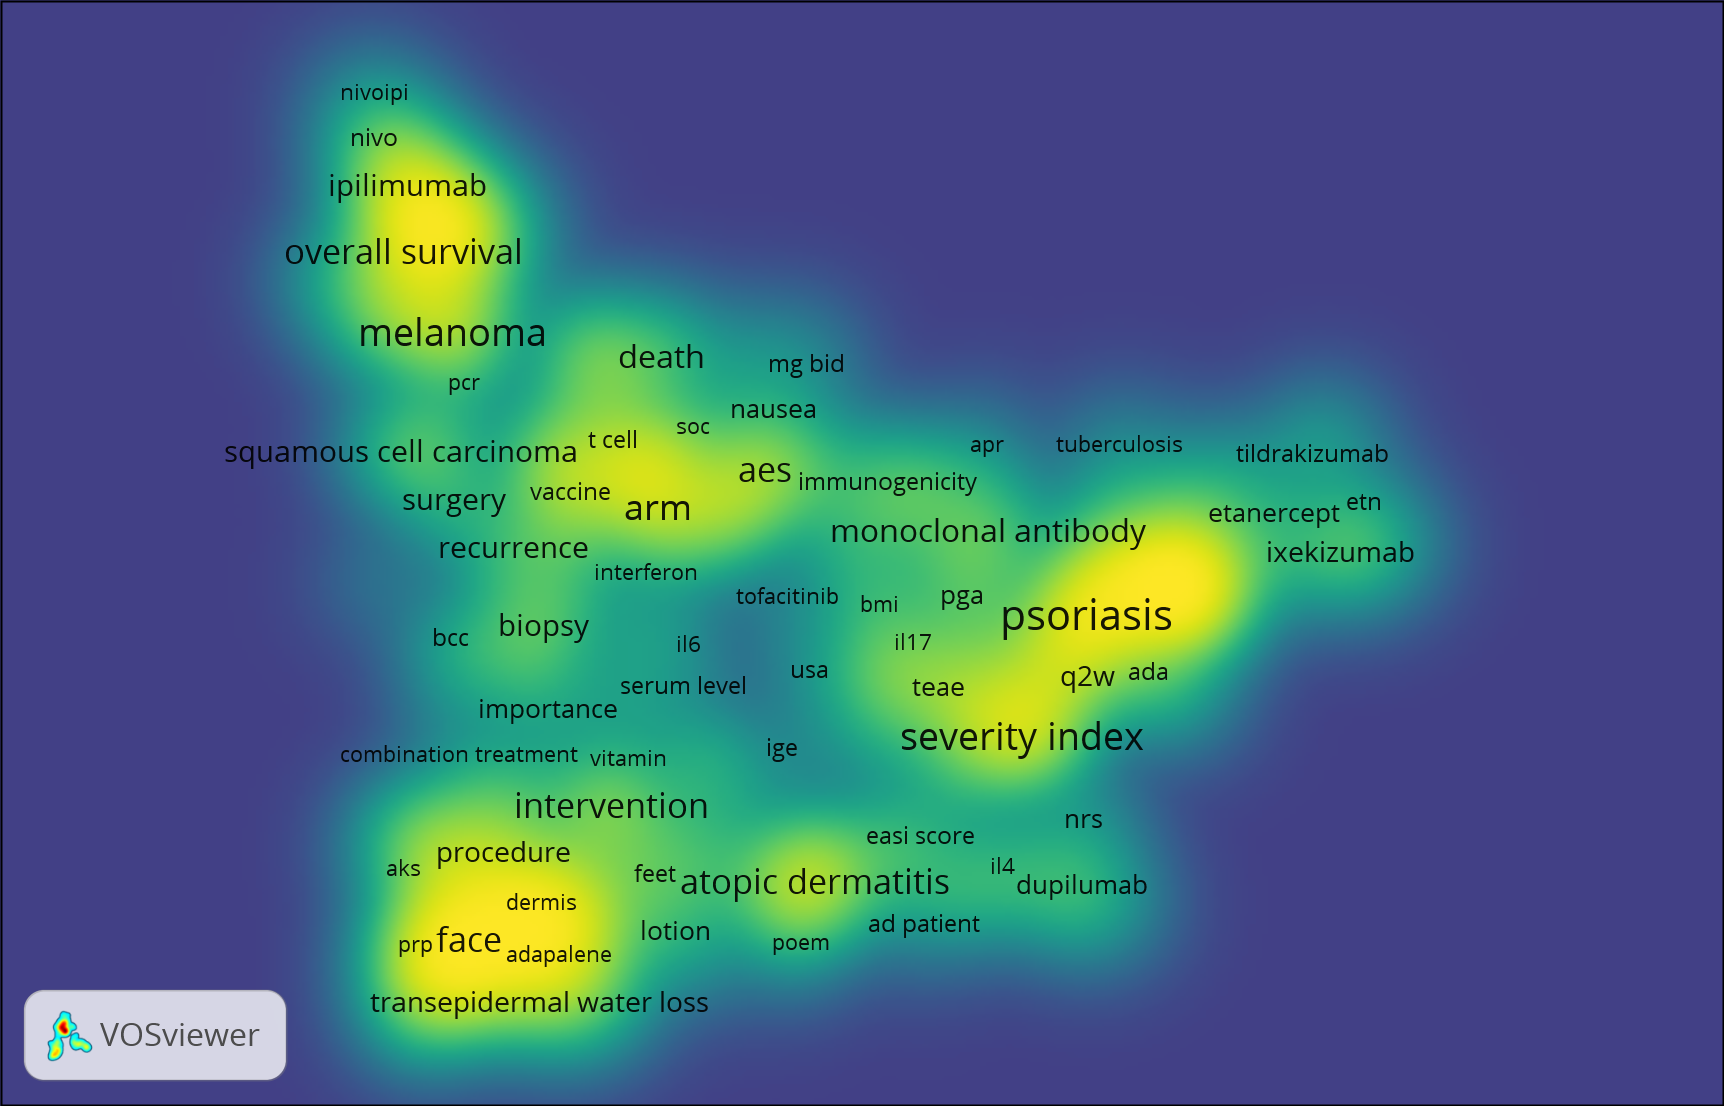 nivoipi
nivo
ipilimumab
overall survival
melanoma
death
mg bid
pcr
nausea
soc
t cell
apr
tuberculosis
squamous cell carcinoma
tildrakizumab
aes
immunogenicity
vaccine
surgery
etn
arm
etanercept
monoclonal antibody
recurrence
ixekizumab
interferon
tofacitinib
bmi
pga
psoriasis
biopsy
bcc
il6
il17
usa
q2w
ada
serum level
teae
importance
severity index
ige
combination treatment
vitamin
intervention
nrs
easi score
procedure
aks
feet
il4
atopic dermatitis
dupilumab
dermis
ad patient
lotion
face
prp
poem
adapalene
transepidermal water loss
VOSviewer